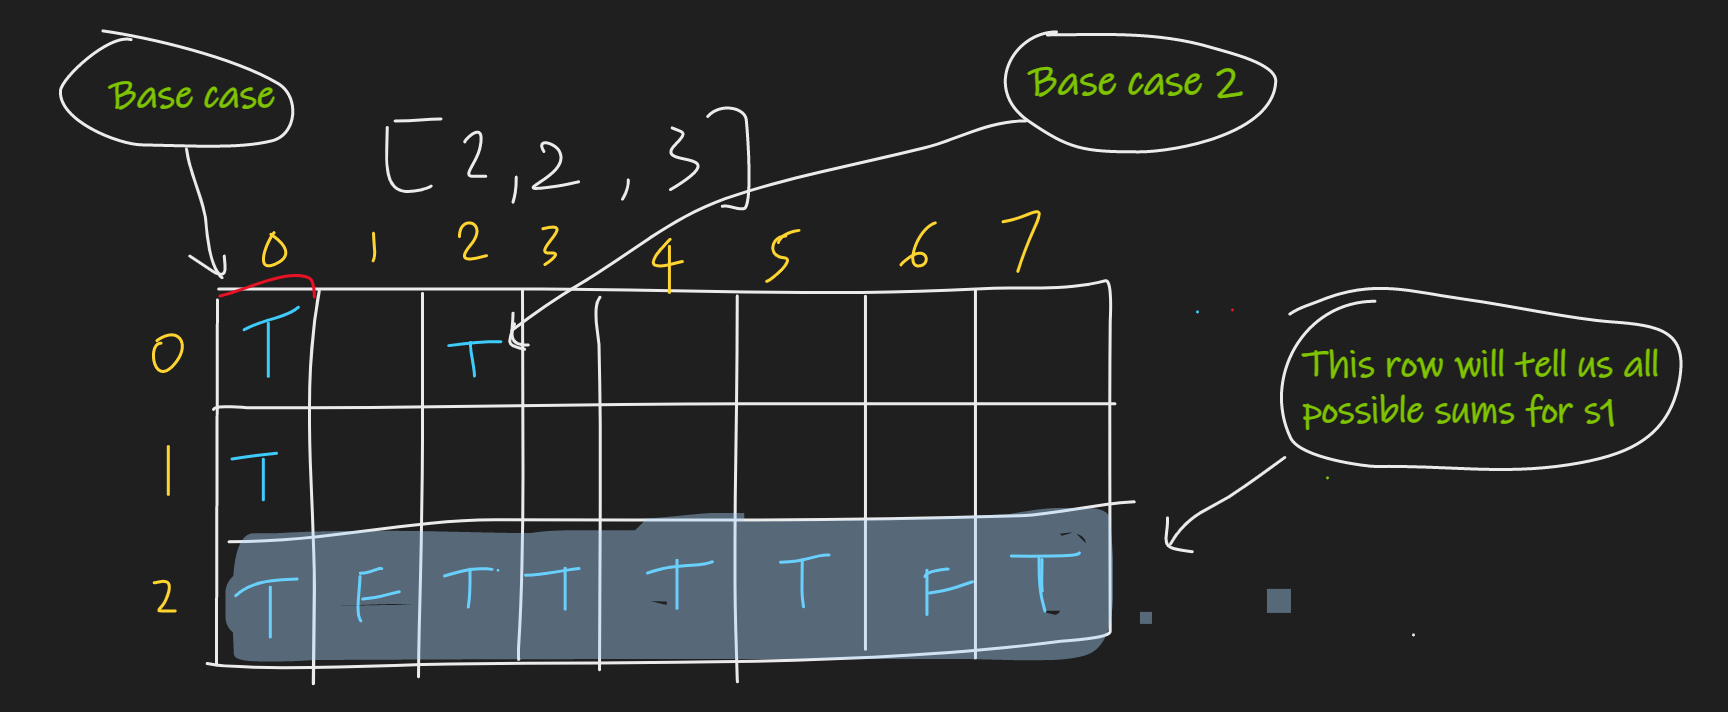 Base case
Base case 2
[2,2,3]
0 1 2 3 4 5 6 7
0 T T
This row will tell us all
possible sums for s1
1 T
2 T F T T T T F T